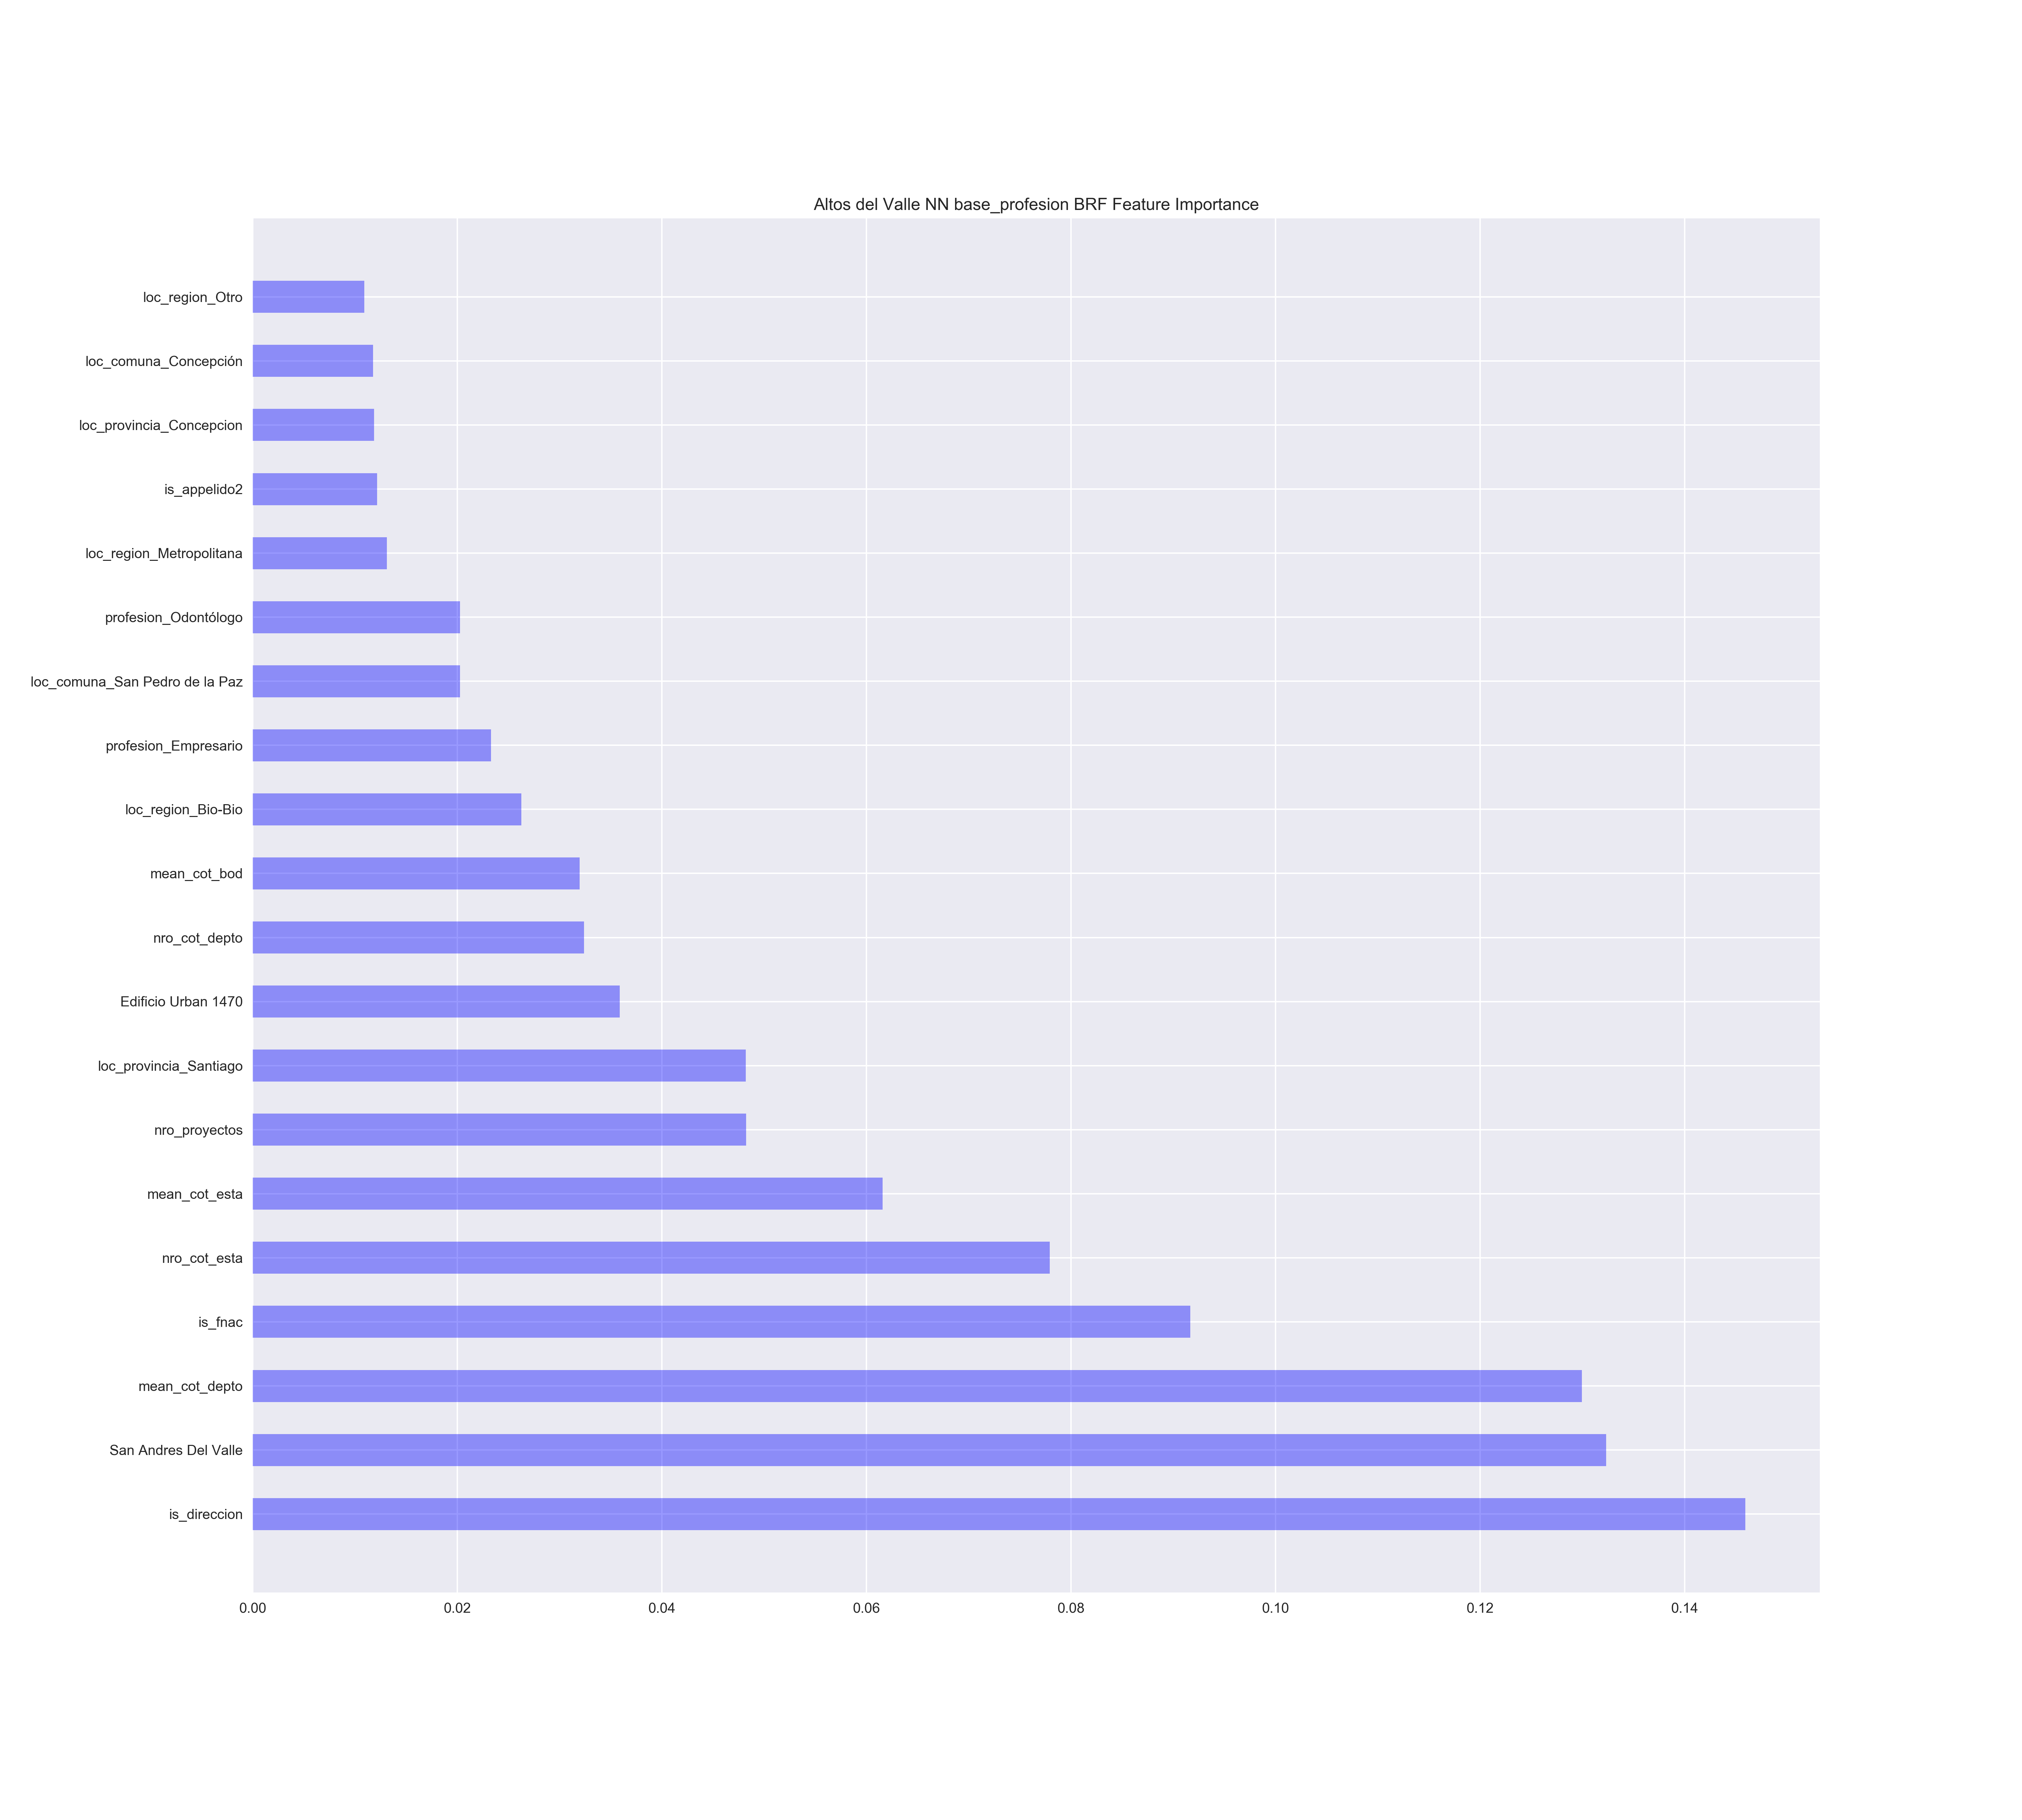 Altos del Valle NN base_profesion BRF Feature Importance
loc_region_Otro
loc_comuna_Concepción
loc_provincia_Concepcion
is_appelido2
loc_region_Metropolitana
profesion_Odontólogo
loc_comuna_San Pedro de la Paz
profesion_Empresario
loc_region_Bio-Bio
mean_cot_bod
nro_cot_depto
Edificio Urban 1470
loc_provincia_Santiago
nro_proyectos
mean_cot_esta
nro_cot_esta
is_fnac
mean_cot_depto
San Andres Del Valle
is_direccion
0.00 0.02 0.04 0.06 0.08 0.10 0.12 0.14